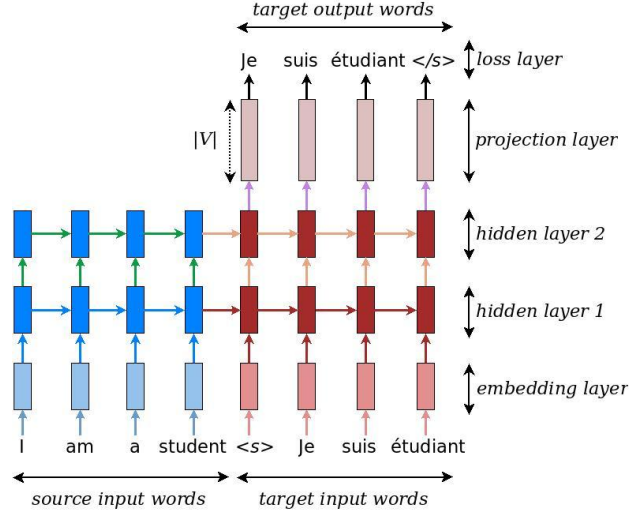 target output words
Je suis étudiant </s>
loss layer
|V|
projection layer
hidden layer 2
hidden layer 1
embedding layer
I am a student <s> Je suis étudiant
source input words
target input words